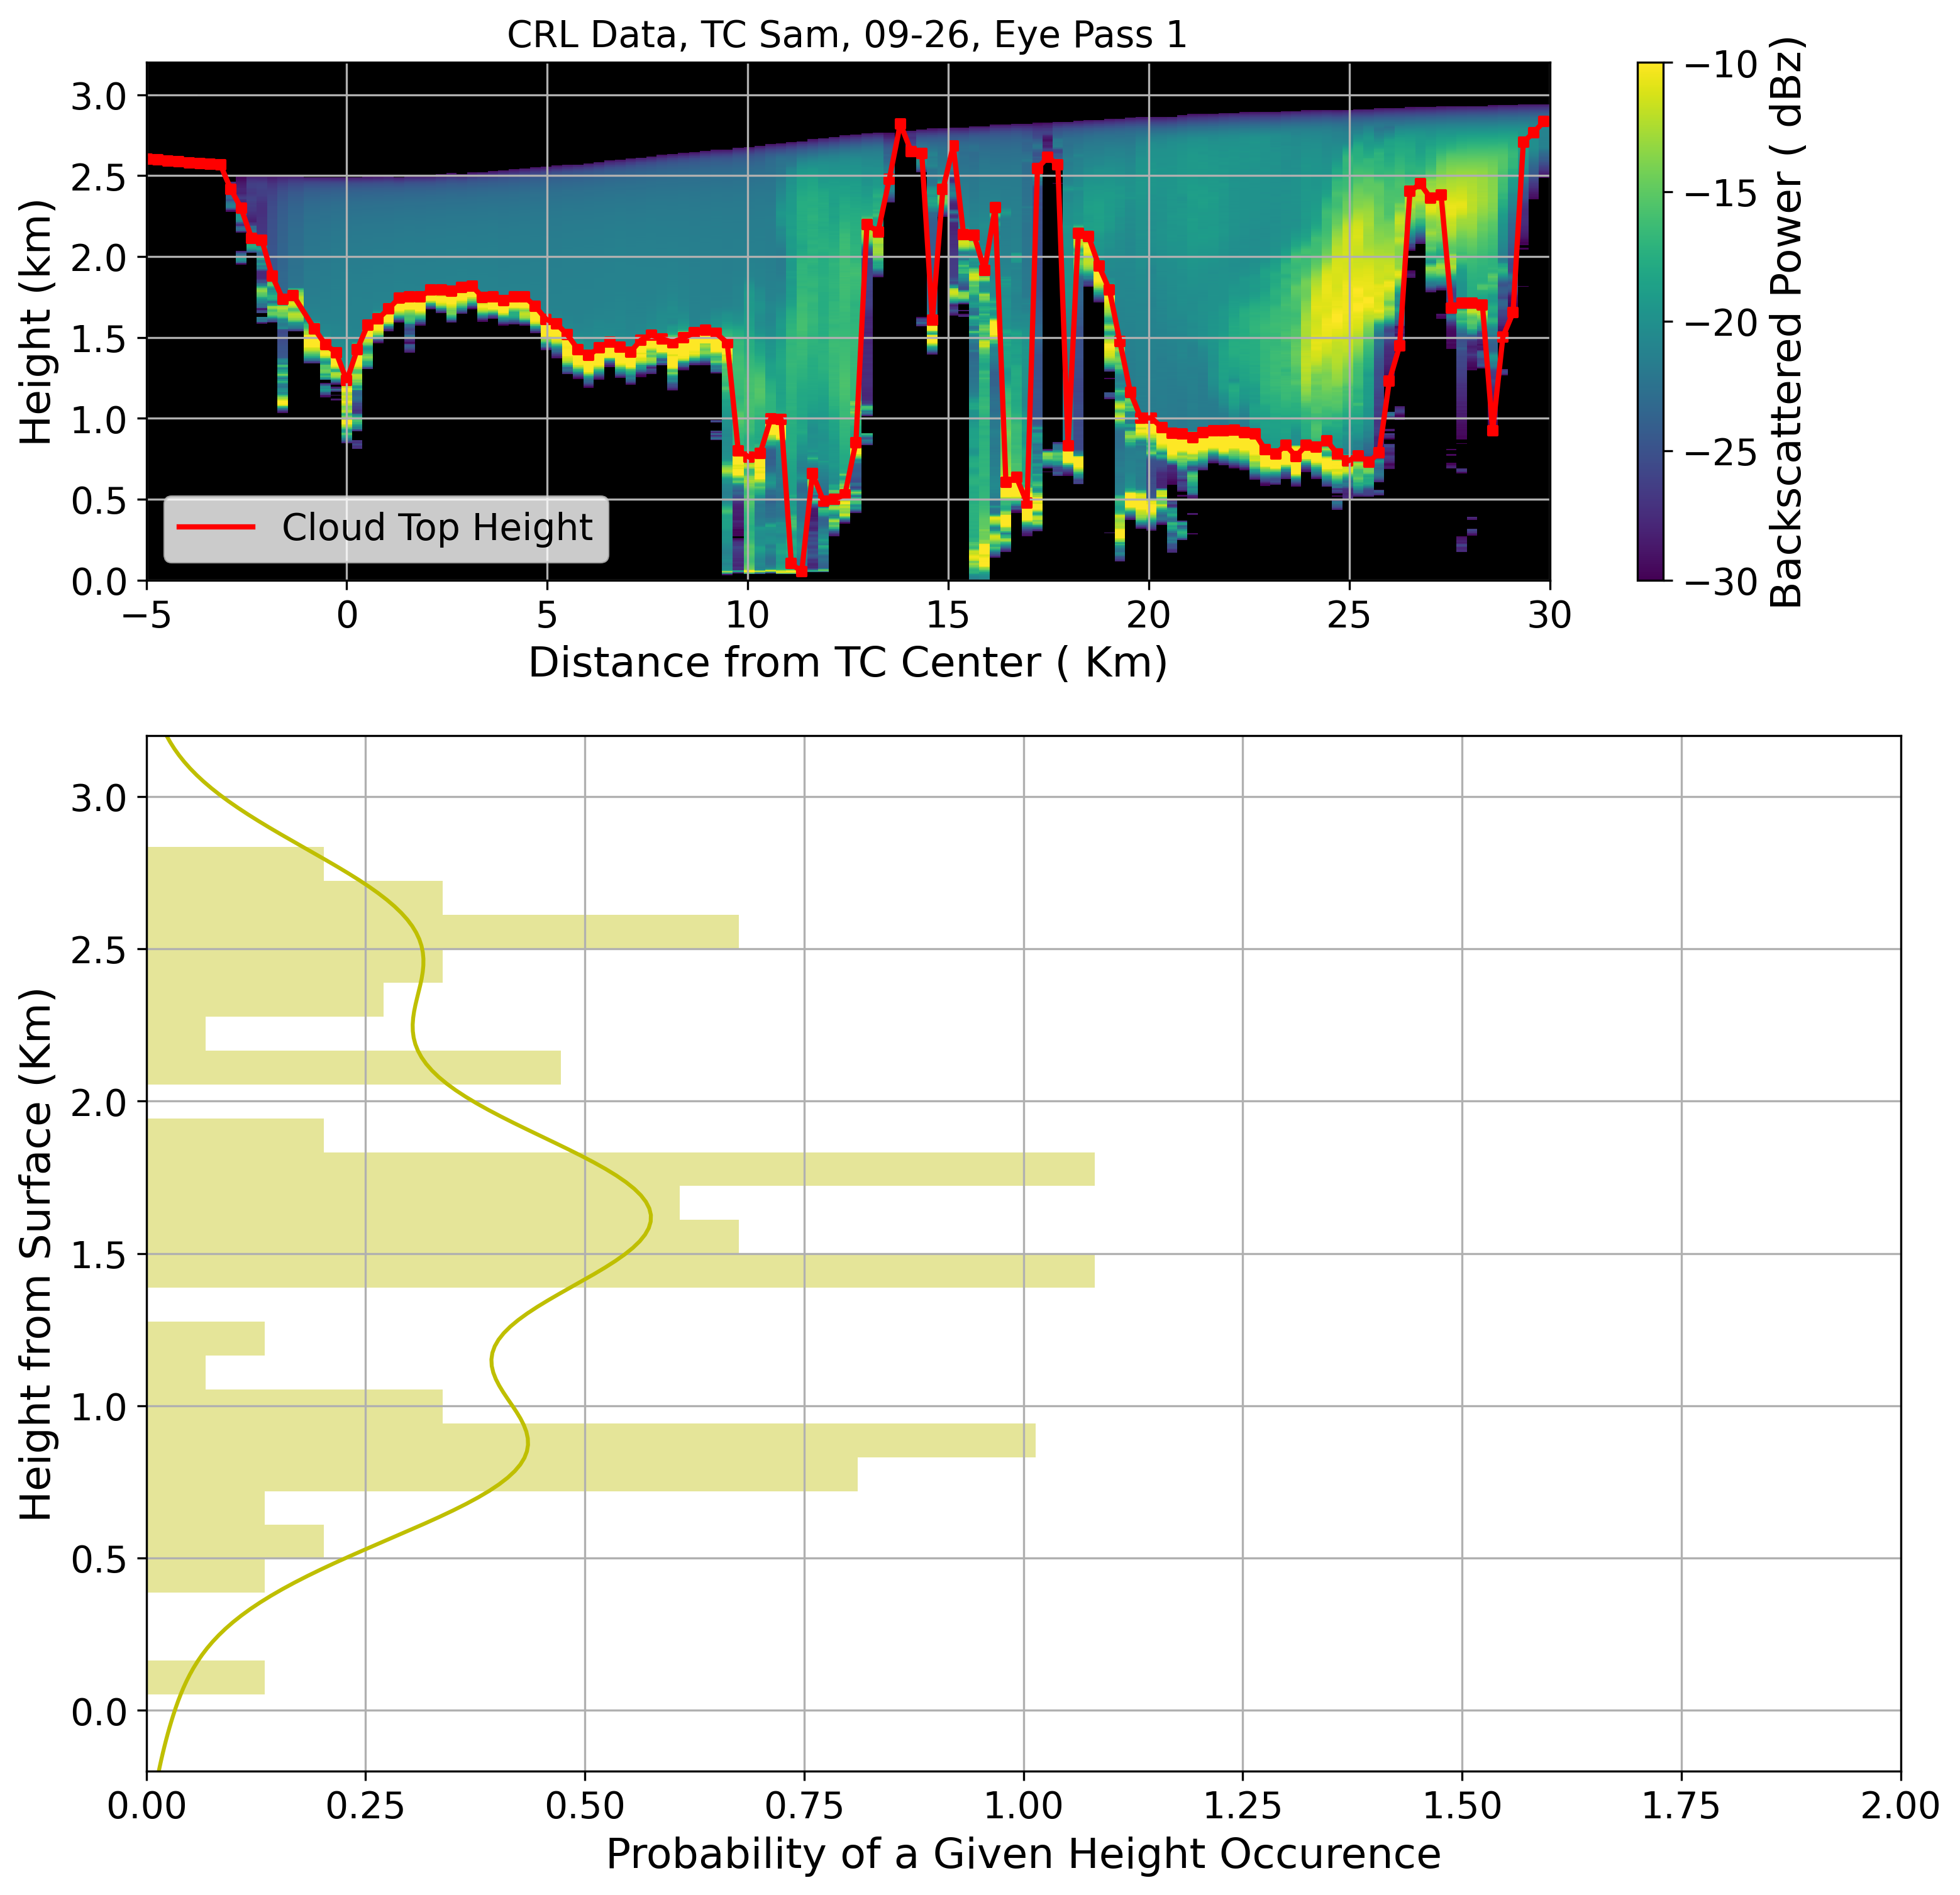 CRL Data, TC Sam, 09-26, Eye Pass 1
3.0
2.5
2.0
1.5
1.0
0.5
0.0
Height (km)
Cloud Top Height
−5 0 5 10 15 20 25 30
Distance from TC Center ( Km)
−10
−15
−20
−25
−30
Backscattered Power ( dBz)
3.0
2.5
2.0
1.5
1.0
0.5
0.0
Height from Surface (Km)
0.00 0.25 0.50 0.75 1.00 1.25 1.50 1.75 2.00
Probability of a Given Height Occurence